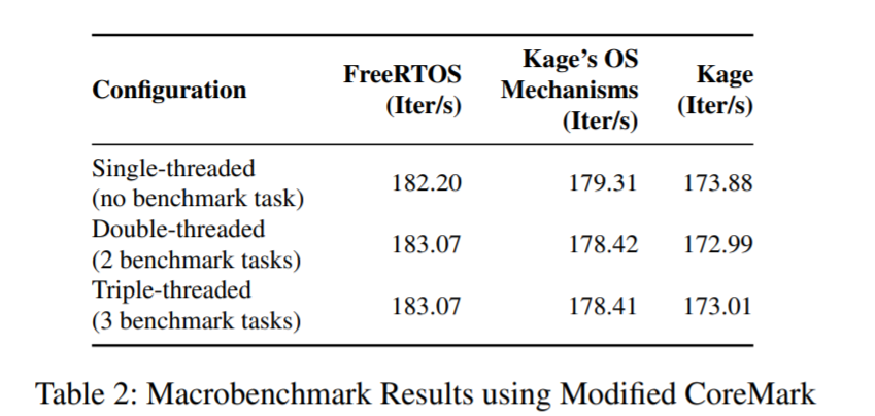 Configuration FreeRTOS (Iter/s) Kage's OS Mechanisms (Iter/s) Kage (Iter/s)
Single-threaded
(no benchmark task) 182.20 179.31 173.88
Double-threaded
(2 benchmark tasks) 183.07 178.42 172.99
Triple-threaded
(3 benchmark tasks) 183.07 178.41 173.01
Table 2: Macrobenchmark Results using Modified CoreMark